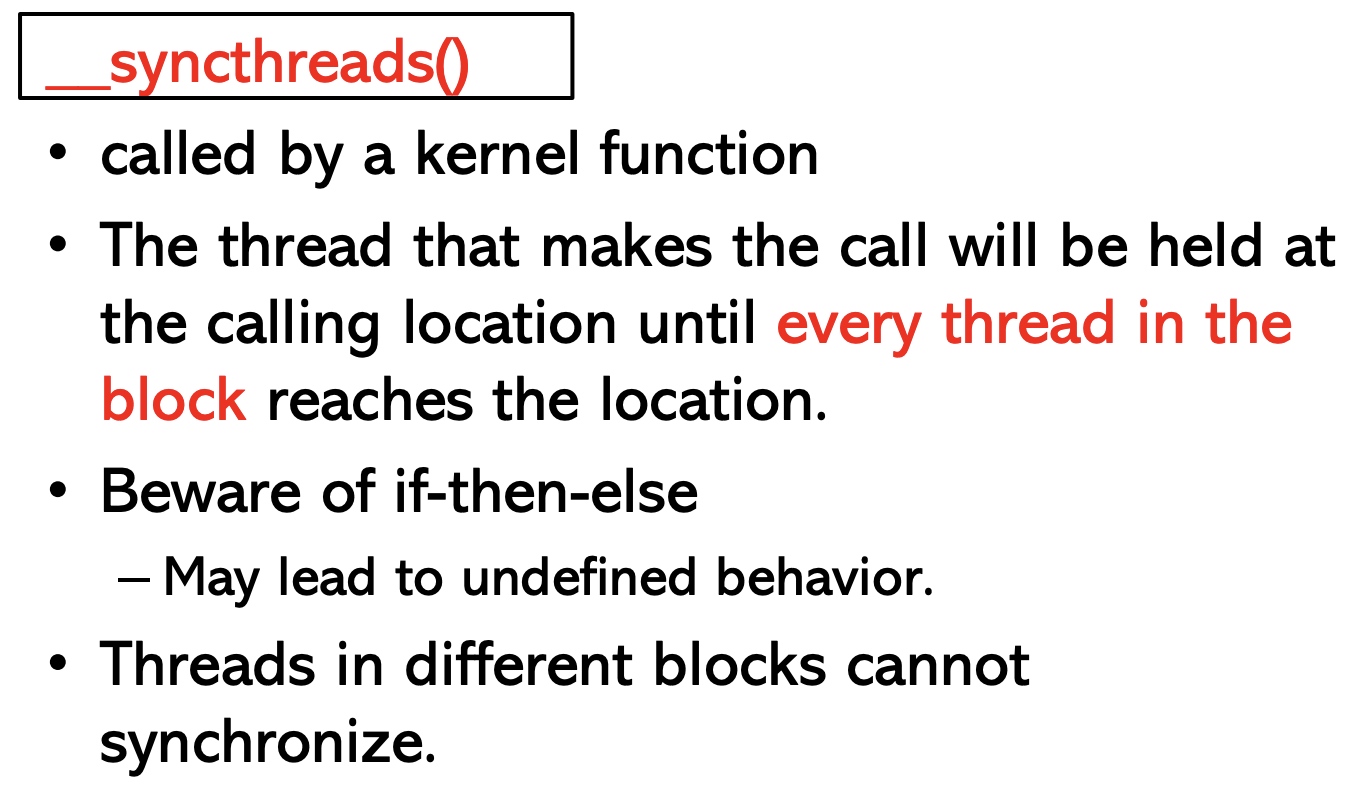 __syncthreads()
• called by a kernel function
• The thread that makes the call will be held at
the calling location until every thread in the
block reaches the location.
• Beware of if-then-else
– May lead to undefined behavior.
• Threads in different blocks cannot
synchronize.